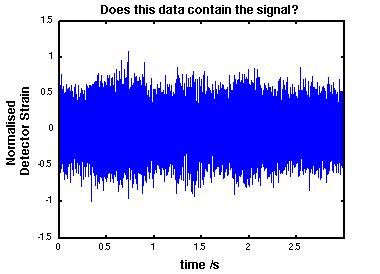 Does this data contain the signal?
1.5
1
0.5
0
-0.5
-1
-1.5
Normalised
Detector Strain
0 0.5 1 1.5 2 2.5
time /s